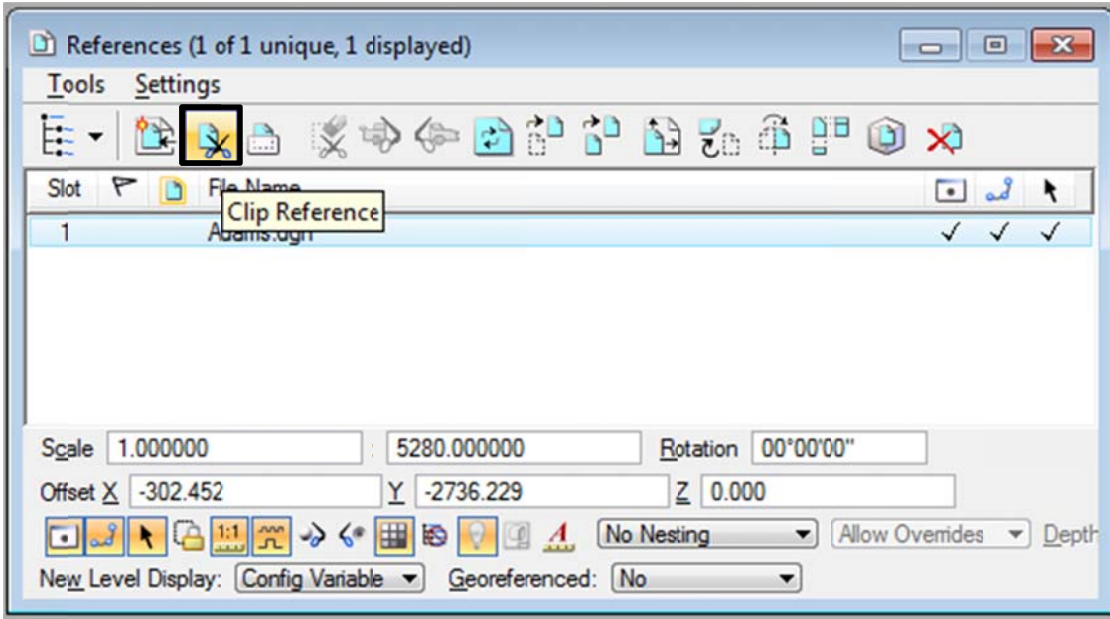 References (1 of 1 unique, 1 displayed)
Tools Settings
Slot File Name
Clip Reference
1 Adams.dgn
Scale 1.000000 : 5280.000000 Rotation 00°00'00"
Offset X -302.452 Y -2736.229 Z 0.000
1:1 A No Nesting Allow Overrides Depth
New Level Display: Config Variable Georeferenced: No